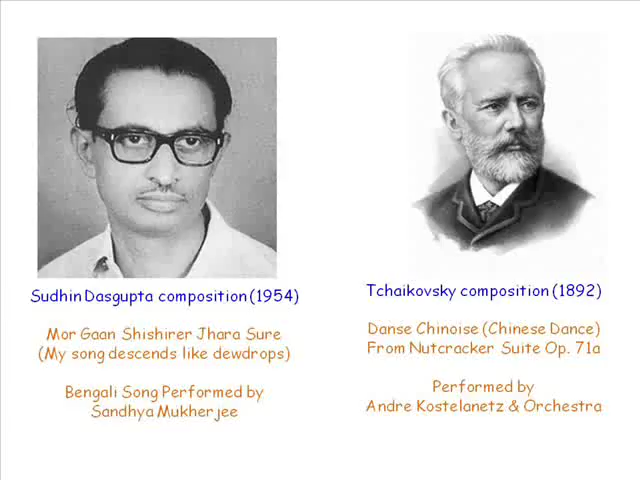 Sudhin Dasgupta composition (1954)
Mor Gaan Shishirer Jhara Sure
(My song descends like dewdrops)
Bengali Song Performed by
Sandhya Mukherjee
Tchaikovsky composition (1892)
Danse Chinoise (Chinese Dance)
From Nutcracker Suite Op. 71a
Performed by
Andre Kostelanetz & Orchestra